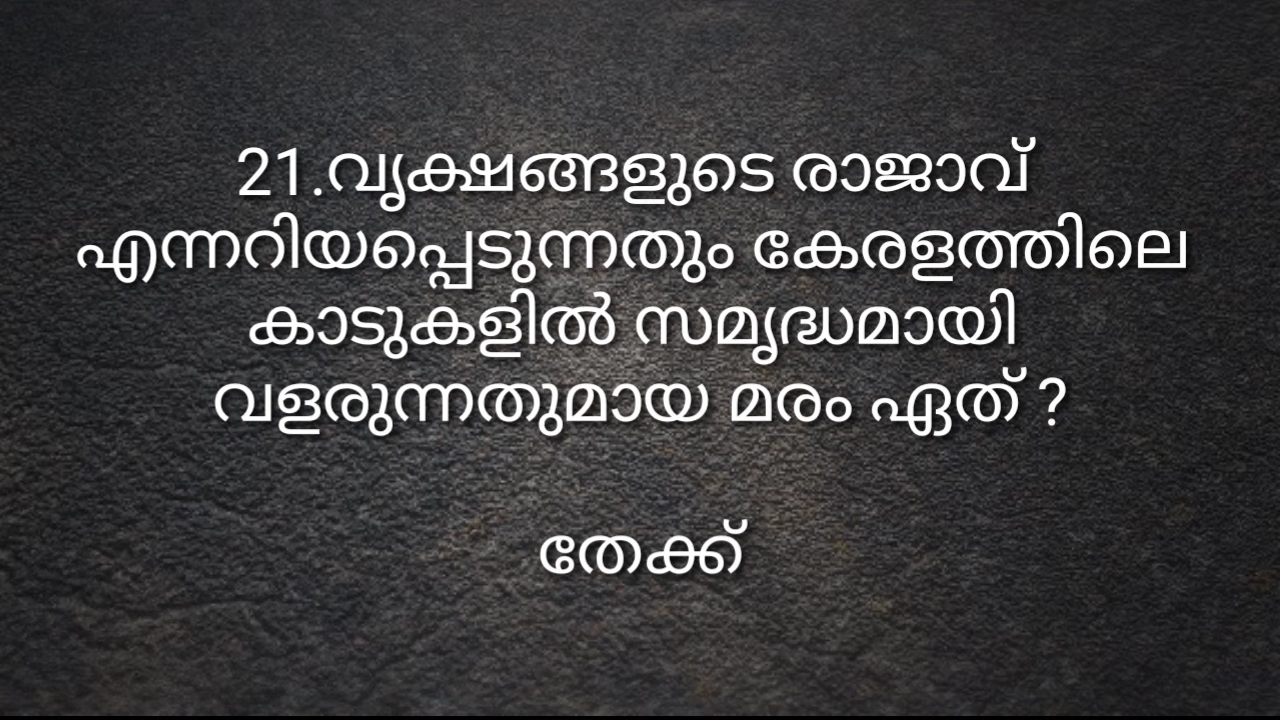 21.വൃക്ഷങ്ങളുടെ രാജാവ്
എന്നറിയപ്പെടുന്നതും കേരളത്തിലെ
കാടുകളിൽ സമൃദ്ധമായി
വളരുന്നതുമായ മരം ഏത് ?
തേക്ക്